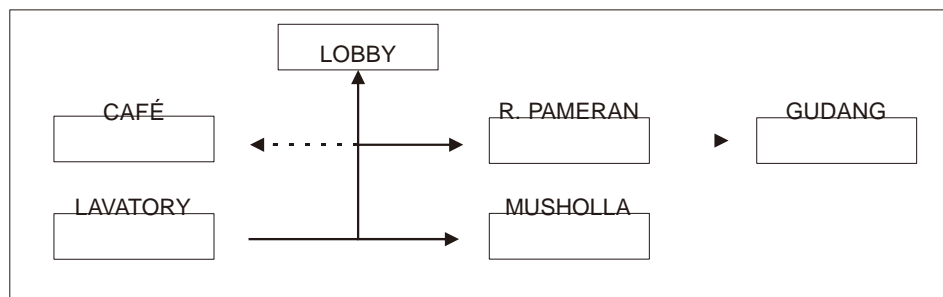 LOBBY
CAFÉ
R. PAMERAN
GUDANG
LAVATORY
MUSHOLLA